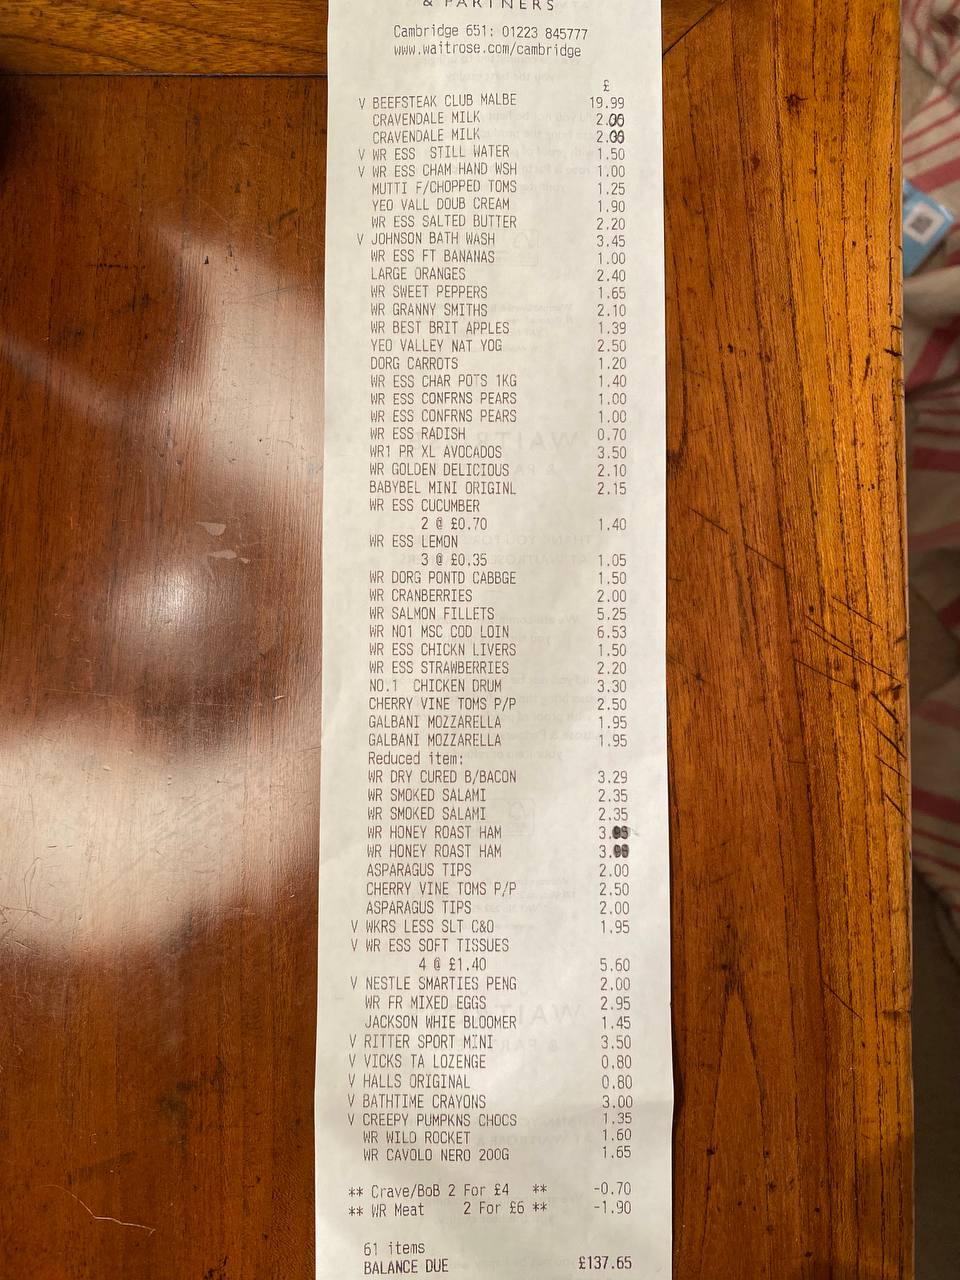 & PARTNERS
Cambridge 651: 01223 845777
www.waitrose.com/cambridge
£
V BEEFSTEAK CLUB MALBE 19.99
CRAVENDALE MILK
CRAVENDALE MILK
V WR ESS STILL WATER 1.50
V WR ESS CHAM HAND WSH 1.00
MUTTI F/CHOPPED TOMS 1.25
YEO VALL DOUB CREAM 1.90
WR ESS SALTED BUTTER 2.20
V JOHNSON BATH WASH 3.45
WR ESS FT BANANAS 1.00
LARGE ORANGES 2.40
WR SWEET PEPPERS 1.65
WR GRANNY SMITHS 2.10
WR BEST BRIT APPLES 1.39
YEO VALLEY NAT YOG 2.50
DORG CARROTS 1.20
WR ESS CHAR POTS 1KG 1.40
WR ESS CONFRNS PEARS 1.00
WR ESS CONFRNS PEARS 1.00
WR ESS RADISH 0.70
WR1 PR XL AVOCADOS 3.50
WR GOLDEN DELICIOUS 2.10
BABYBEL MINI ORIGINL 2.15
WR ESS CUCUMBER
2 @ £0.70 1.40
WR ESS LEMON
3 @ £0.35 1.05
WR DORG PONTD CABBGE 1.50
WR CRANBERRIES 2.00
WR SALMON FILLETS 5.25
WR NO1 MSC COD LOIN 6.53
WR ESS CHICKN LIVERS 1.50
WR ESS STRAWBERRIES 2.20
NO.1 CHICKEN DRUM 3.30
CHERRY VINE TOMS P/P 2.50
GALBANI MOZZARELLA 1.95
GALBANI MOZZARELLA 1.95
Reduced item:
WR DRY CURED B/BACON 3.29
WR SMOKED SALAMI 2.35
WR SMOKED SALAMI 2.35
WR HONEY ROAST HAM
WR HONEY ROAST HAM
ASPARAGUS TIPS 2.00
CHERRY VINE TOMS P/P 2.50
ASPARAGUS TIPS 2.00
V WKRS LESS SLT C&O 1.95
V WR ESS SOFT TISSUES
4 @ £1.40 5.60
V NESTLE SMARTIES PENG 2.00
WR FR MIXED EGGS 2.95
JACKSON WHIE BLOOMER 1.45
V RITTER SPORT MINI 3.50
V VICKS TA LOZENGE 0.80
V HALLS ORIGINAL 0.80
V BATHTIME CRAYONS 3.00
V CREEPY PUMPKNS CHOCS 1.35
WR WILD ROCKET 1.60
WR CAVOLO NERO 200G 1.65
** Crave/BoB 2 For £4 ** -0.70
** WR Meat 2 For £6 ** -1.90
61 items
BALANCE DUE £137.65